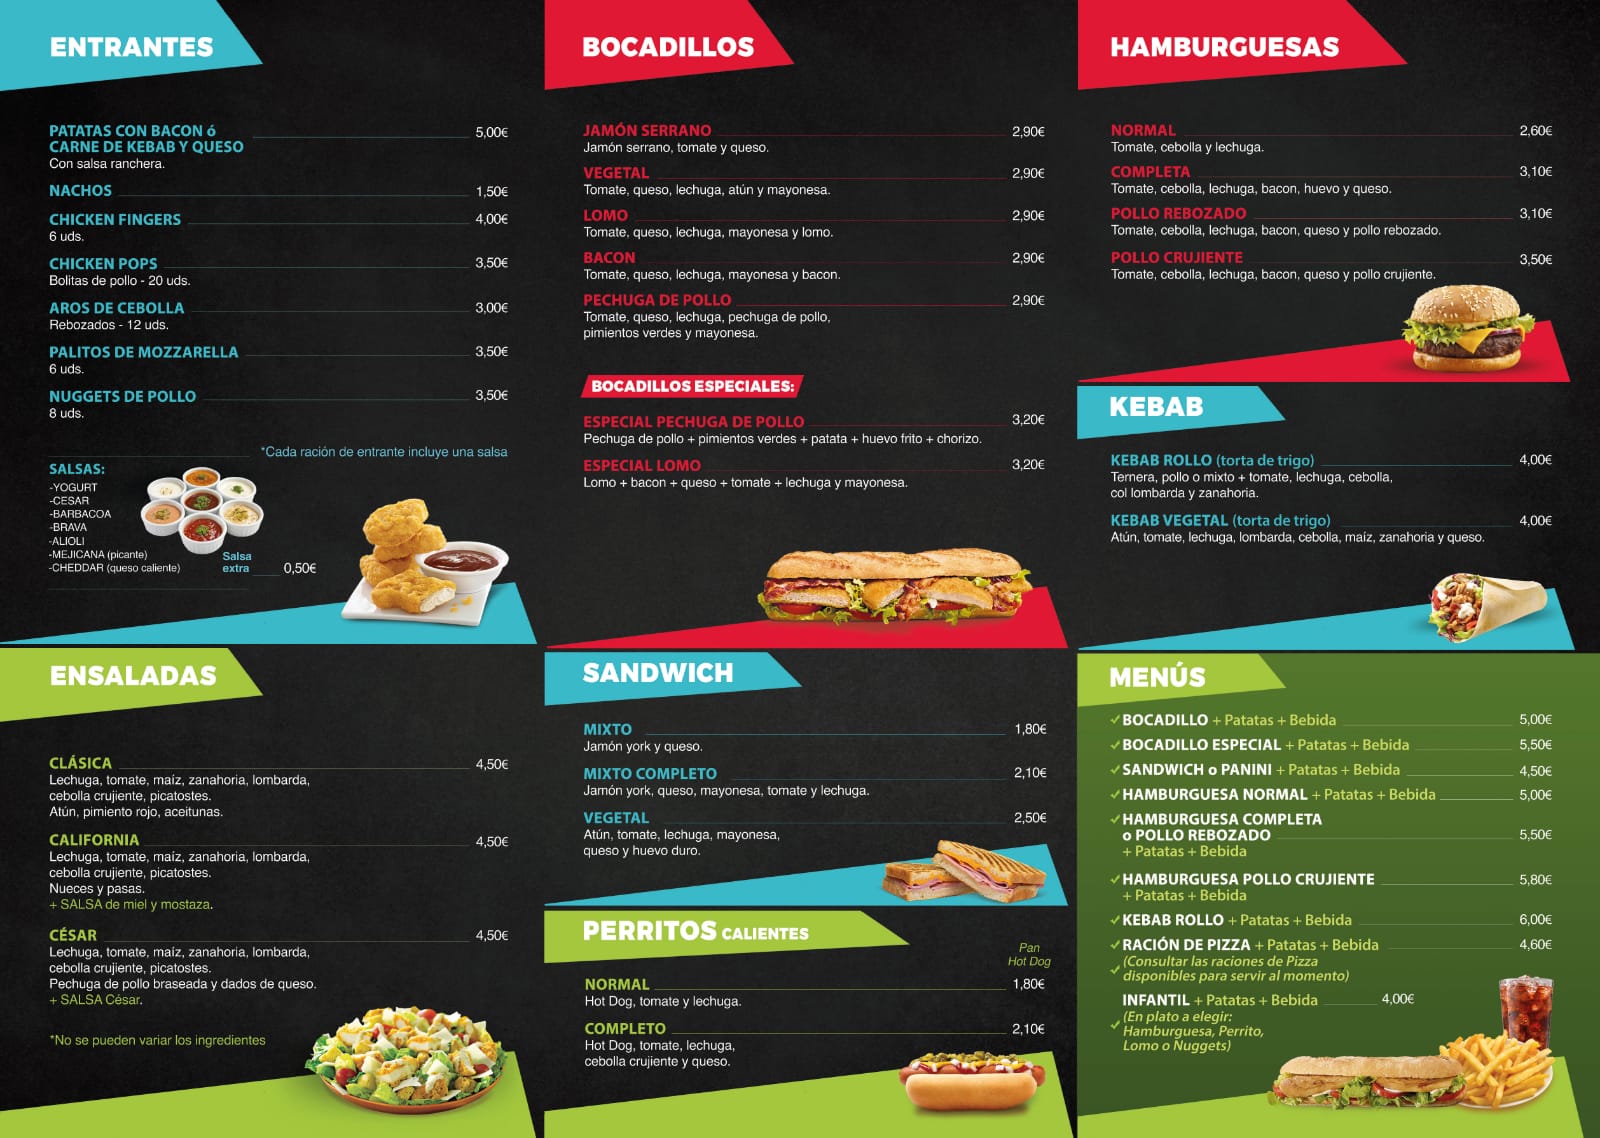 ENTRANTES
PATATAS CON BACON ó 5,00€
CARNE DE KEBAB Y QUESO
Con salsa ranchera.
NACHOS 1,50€
CHICKEN FINGERS 4,00€
6 uds.
CHICKEN POPS 3,50€
Bolitas de pollo - 20 uds.
AROS DE CEBOLLA 3,00€
Rebozados - 12 uds.
PALITOS DE MOZZARELLA 3,50€
6 uds.
NUGGETS DE POLLO 3,50€
8 uds.
*Cada ración de entrante incluye una salsa
SALSAS:
-YOGURT
-CESAR
-BARBACOA
-BRAVA
-ALIOLI
-MEJICANA (picante)
-CHEDDAR (queso caliente)
Salsa
extra 0,50€
ENSALADAS
CLÁSICA 4,50€
Lechuga, tomate, maíz, zanahoria, lombarda,
cebolla crujiente, picatostes.
Atún, pimiento rojo, aceitunas.
CALIFORNIA 4,50€
Lechuga, tomate, maíz, zanahoria, lombarda,
cebolla crujiente, picatostes.
Nueces y pasas.
+ SALSA de miel y mostaza.
CÉSAR 4,50€
Lechuga, tomate, maíz, zanahoria, lombarda,
cebolla crujiente, picatostes.
Pechuga de pollo braseada y dados de queso.
+ SALSA César.
*No se pueden variar los ingredientes
BOCADILLOS
JAMÓN SERRANO 2,90€
Jamón serrano, tomate y queso.
VEGETAL 2,90€
Tomate, queso, lechuga, atún y mayonesa.
LOMO 2,90€
Tomate, queso, lechuga, mayonesa y lomo.
BACON 2,90€
Tomate, queso, lechuga, mayonesa y bacon.
PECHUGA DE POLLO 2,90€
Tomate, queso, lechuga, pechuga de pollo,
pimientos verdes y mayonesa.
BOCADILLOS ESPECIALES:
ESPECIAL PECHUGA DE POLLO 3,20€
Pechuga de pollo + pimientos verdes + patata + huevo frito + chorizo.
ESPECIAL LOMO 3,20€
Lomo + bacon + queso + tomate + lechuga y mayonesa.
SANDWICH
MIXTO 1,80€
Jamón york y queso.
MIXTO COMPLETO 2,10€
Jamón york, queso, mayonesa, tomate y lechuga.
VEGETAL 2,50€
Atún, tomate, lechuga, mayonesa,
queso y huevo duro.
PERRITOS CALIENTES
Pan
Hot Dog
NORMAL 1,80€
Hot Dog, tomate y lechuga.
COMPLETO 2,10€
Hot Dog, tomate, lechuga,
cebolla crujiente y queso.
HAMBURGUESAS
NORMAL 2,60€
Tomate, cebolla y lechuga.
COMPLETA 3,10€
Tomate, cebolla, lechuga, bacon, huevo y queso.
POLLO REBOZADO 3,10€
Tomate, cebolla, lechuga, bacon, queso y pollo rebozado.
POLLO CRUJIENTE 3,50€
Tomate, cebolla, lechuga, bacon, queso y pollo crujiente.
KEBAB
KEBAB ROLLO (torta de trigo) 4,00€
Ternera, pollo o mixto + tomate, lechuga, cebolla,
col lombarda y zanahoria.
KEBAB VEGETAL (torta de trigo) 4,00€
Atún, tomate, lechuga, lombarda, cebolla, maíz, zanahoria y queso.
MENÚS
BOCADILLO + Patatas + Bebida 5,00€
BOCADILLO ESPECIAL + Patatas + Bebida 5,50€
SANDWICH o PANINI + Patatas + Bebida 4,50€
HAMBURGUESA NORMAL + Patatas + Bebida 5,00€
HAMBURGUESA COMPLETA
o POLLO REBOZADO 5,50€
+ Patatas + Bebida
HAMBURGUESA POLLO CRUJIENTE 5,80€
+ Patatas + Bebida
KEBAB ROLLO + Patatas + Bebida 6,00€
RACIÓN DE PIZZA + Patatas + Bebida 4,60€
(Consultar las raciones de Pizza
disponibles para servir al momento)
INFANTIL + Patatas + Bebida 4,00€
(En plato a elegir:
Hamburguesa, Perrito,
Lomo o Nuggets)